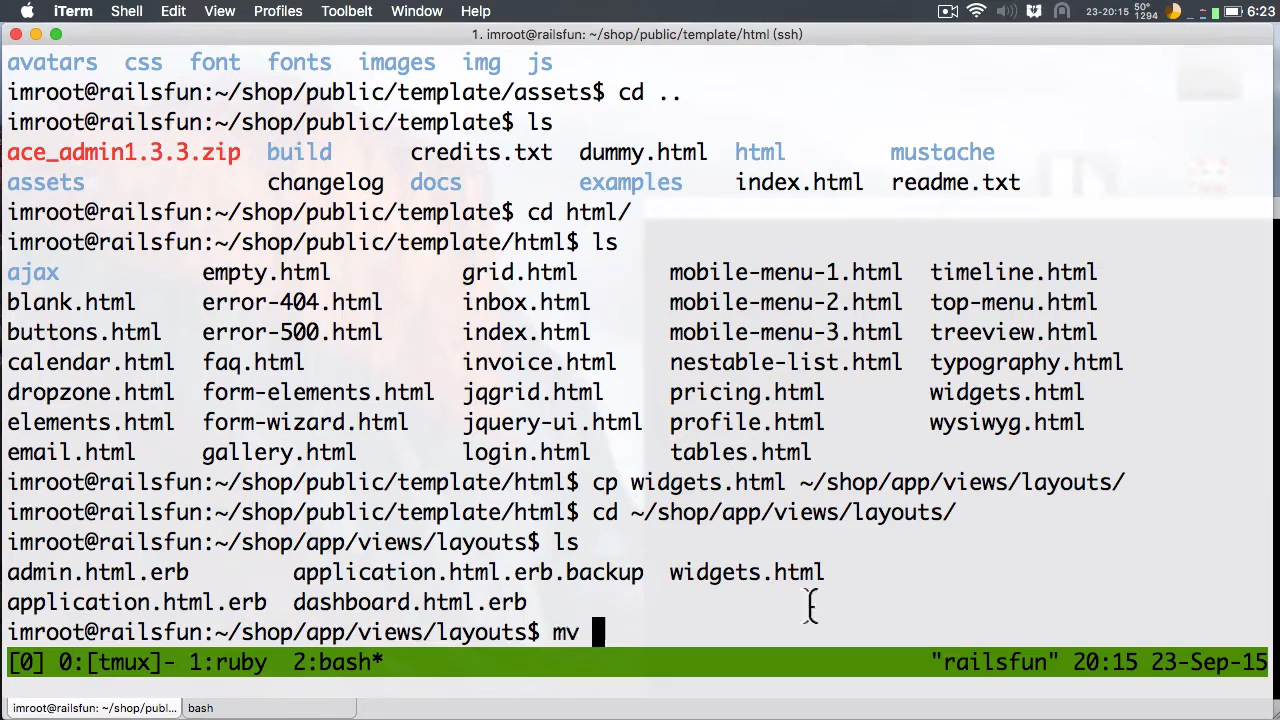 iTerm Shell Edit View Profiles Toolbelt Window Help 23-20:15 50° 1294 6:23
1. imroot@railsfun: ~/shop/public/template/html (ssh)
avatars css font fonts images img js
imroot@railsfun:~/shop/public/template/assets$ cd ..
imroot@railsfun:~/shop/public/template$ ls
ace_admin1.3.3.zip build credits.txt dummy.html html mustache
assets changelog docs examples index.html readme.txt
imroot@railsfun:~/shop/public/template$ cd html/
imroot@railsfun:~/shop/public/template/html$ ls
ajax empty.html grid.html mobile-menu-1.html timeline.html
blank.html error-404.html inbox.html mobile-menu-2.html top-menu.html
buttons.html error-500.html index.html mobile-menu-3.html treeview.html
calendar.html faq.html invoice.html nestable-list.html typography.html
dropzone.html form-elements.html jqgrid.html pricing.html widgets.html
elements.html form-wizard.html jquery-ui.html profile.html wysiwyg.html
email.html gallery.html login.html tables.html
imroot@railsfun:~/shop/public/template/html$ cp widgets.html ~/shop/app/views/layouts/
imroot@railsfun:~/shop/public/template/html$ cd ~/shop/app/views/layouts/
imroot@railsfun:~/shop/app/views/layouts$ ls
admin.html.erb application.html.erb.backup widgets.html
application.html.erb dashboard.html.erb
imroot@railsfun:~/shop/app/views/layouts$ mv
[0] 0:[tmux]- 1:ruby 2:bash* "railsfun" 20:15 23-Sep-15
imroot@railsfun: ~/shop/publ... bash